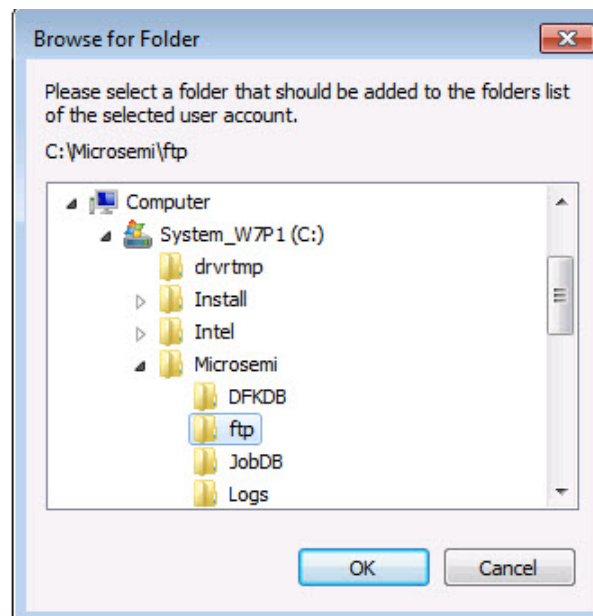 Browse for Folder
Please select a folder that should be added to the folders list
of the selected user account.
C:\Microsemi\ftp
Computer
System_W7P1 (C:)
drvrtmp
Install
Intel
Microsemi
DFKDB
ftp
JobDB
Logs
OK Cancel